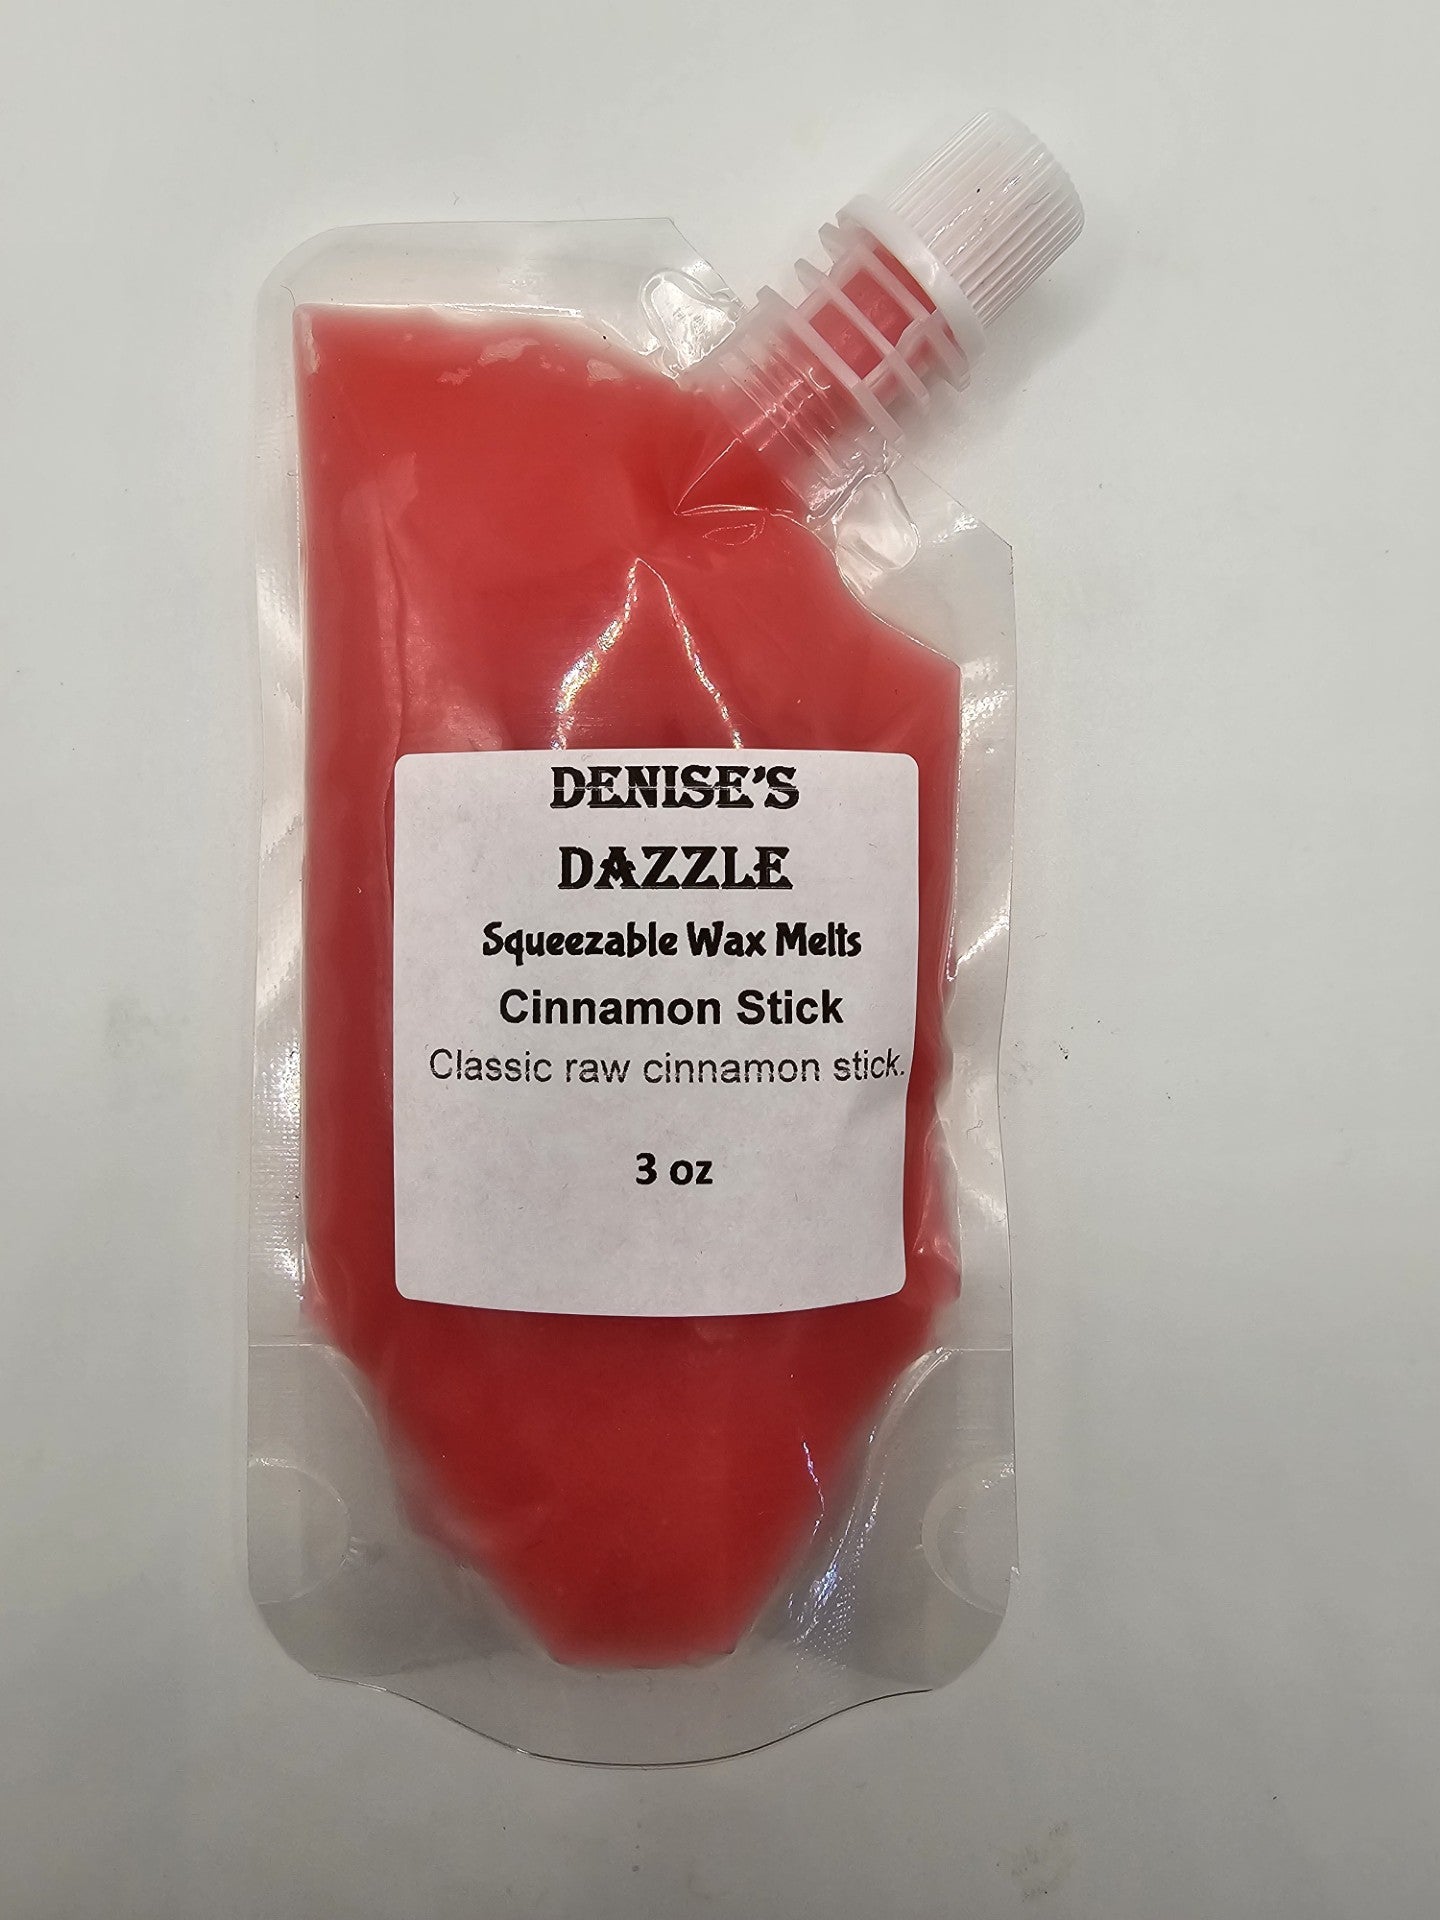 DENISE'S
DAZZLE
Squeezable Wax Melts
Cinnamon Stick
Classic raw cinnamon stick.
3 oz